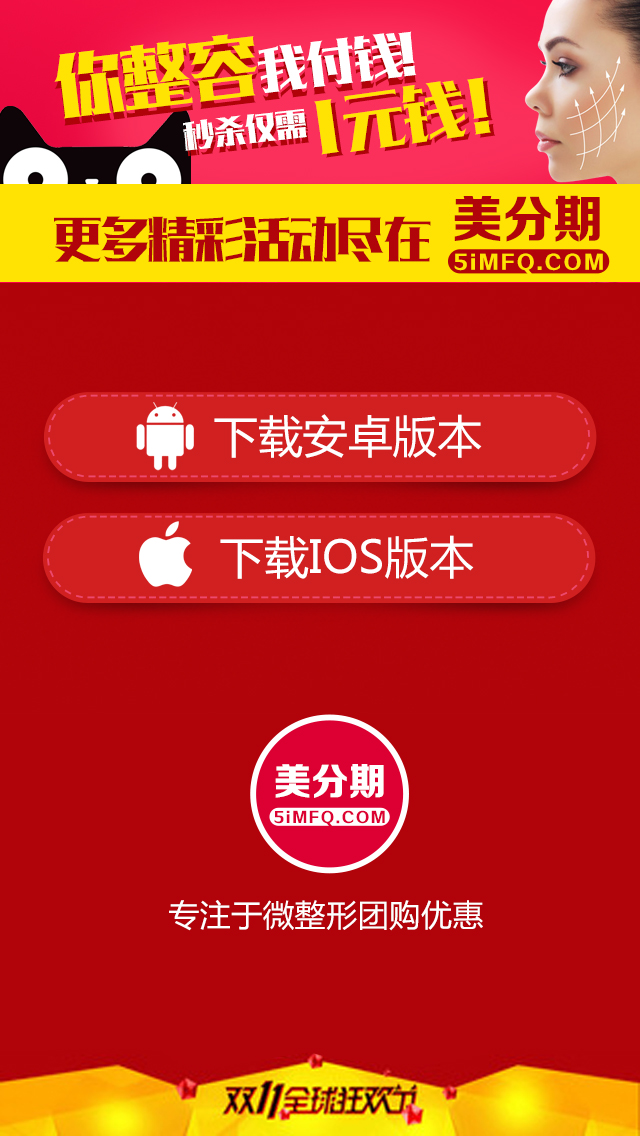 你整容我付钱!
秒杀仅需1元钱!
更多精彩活动尽在
美分期
5iMFQ.COM
下载安卓版本
下载IOS版本
美分期
5iMFQ.COM
专注于微整形团购优惠
双11全球狂欢节